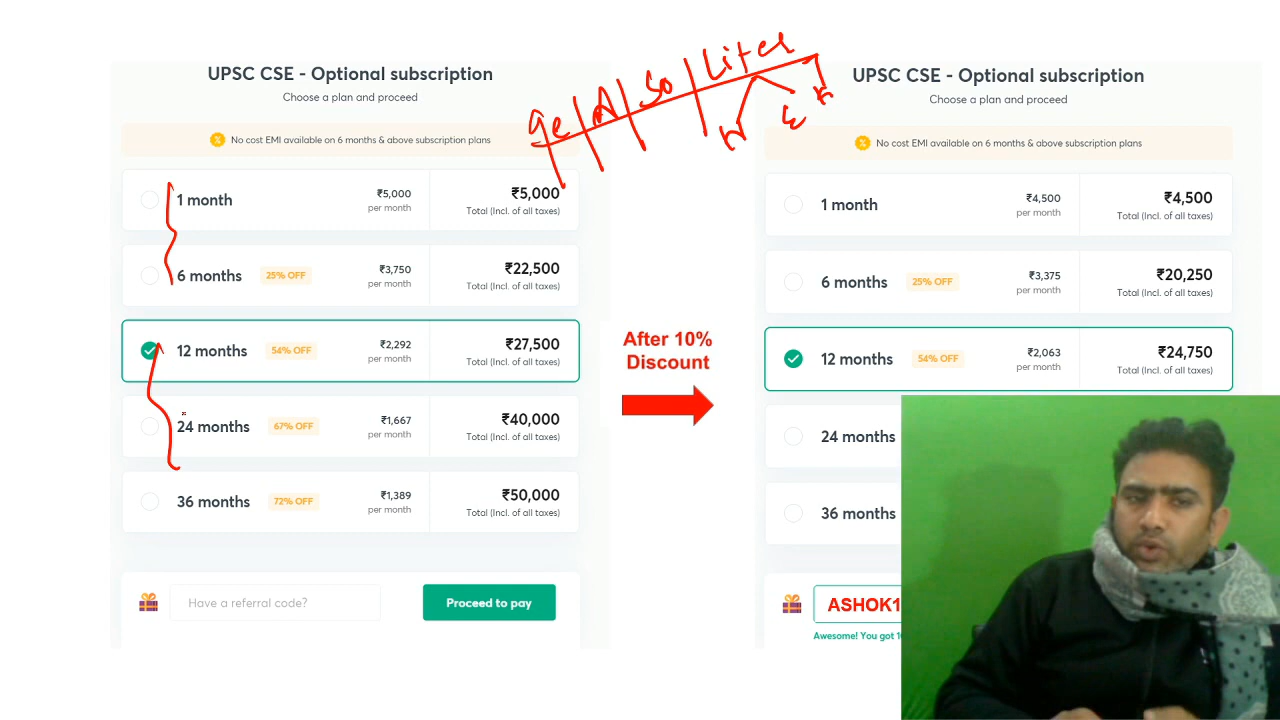 UPSC CSE - Optional subscription
Choose a plan and proceed
No cost EMI available on 6 months & above subscription plans
1 month
₹5,000
per month
₹5,000
Total (Incl. of all taxes)
6 months
25% OFF
₹3,750
per month
₹22,500
Total (Incl. of all taxes)
12 months
54% OFF
₹2,292
per month
₹27,500
Total (Incl. of all taxes)
24 months
67% OFF
₹1,667
per month
₹40,000
Total (Incl. of all taxes)
36 months
72% OFF
₹1,389
per month
₹50,000
Total (Incl. of all taxes)
Have a referral code?
Proceed to pay
Ge A So Lites
After 10%
Discount
UPSC CSE - Optional subscription
Choose a plan and proceed
No cost EMI available on 6 months & above subscription plans
1 month
₹4,500
per month
₹4,500
Total (Incl. of all taxes)
6 months
25% OFF
₹3,375
per month
₹20,250
Total (Incl. of all taxes)
12 months
54% OFF
₹2,063
per month
₹24,750
Total (Incl. of all taxes)
24 months
36 months
ASHOK1
Awesome! You got